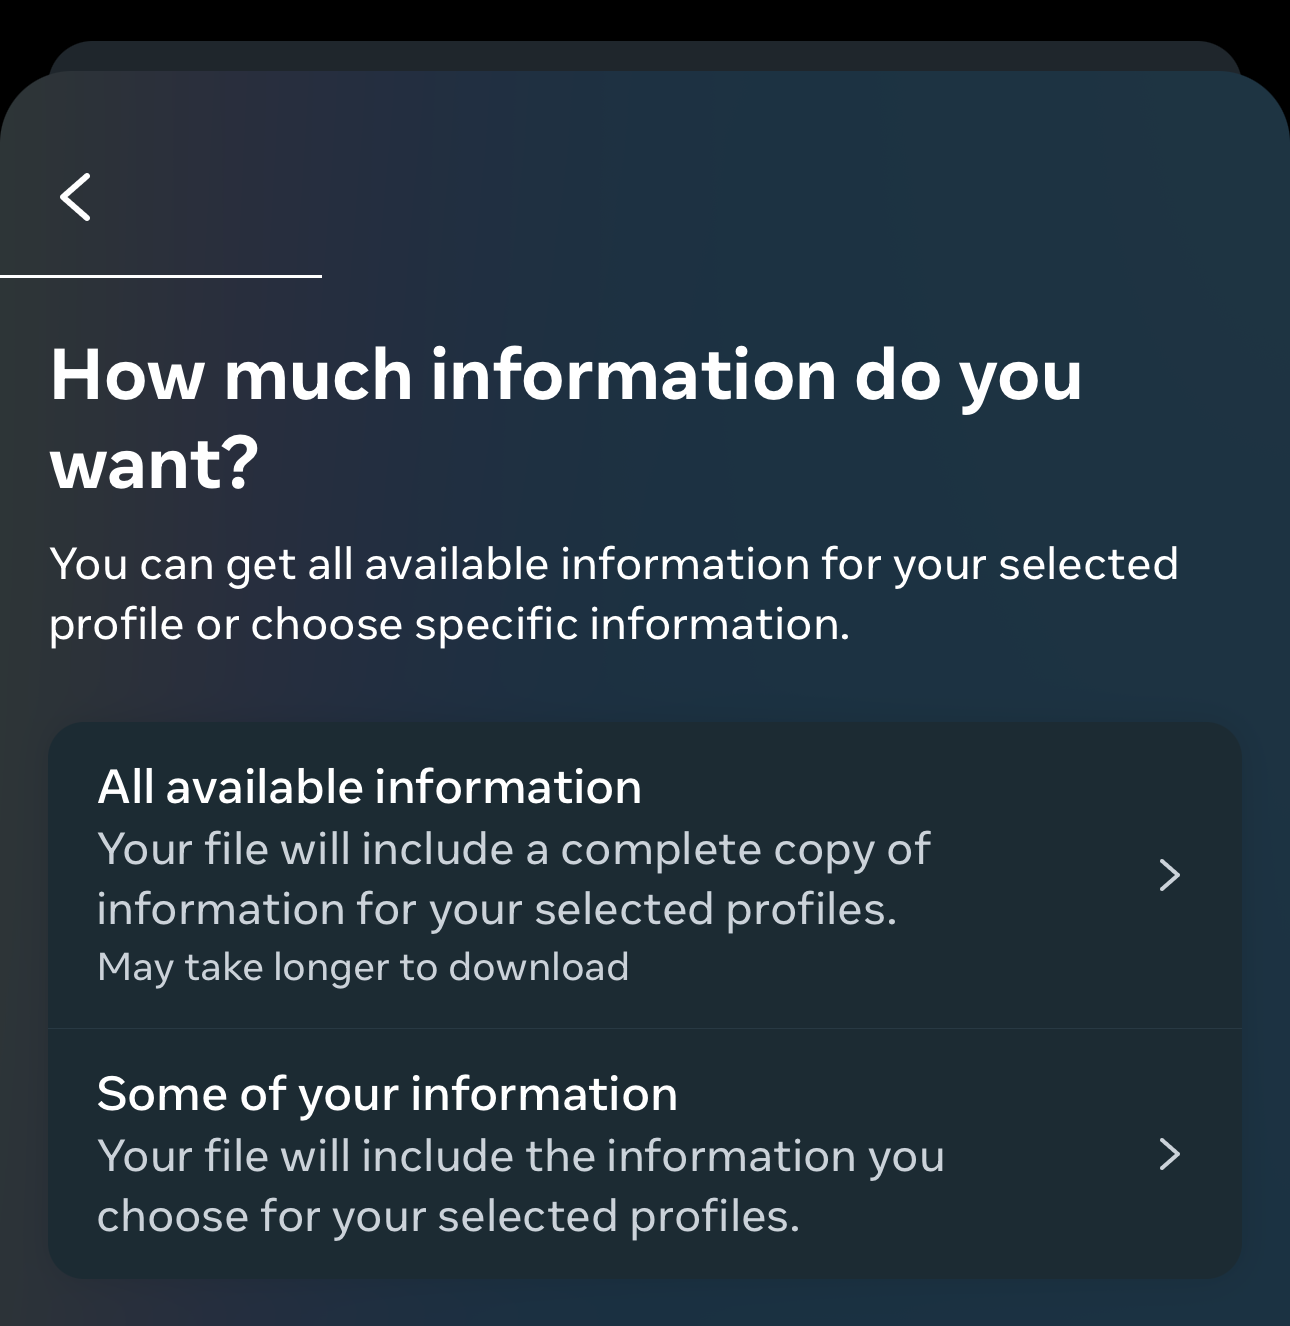 How much information do you
want?
You can get all available information for your selected
profile or choose specific information.
All available information
Your file will include a complete copy of
information for your selected profiles.
May take longer to download
Some of your information
Your file will include the information you
choose for your selected profiles.